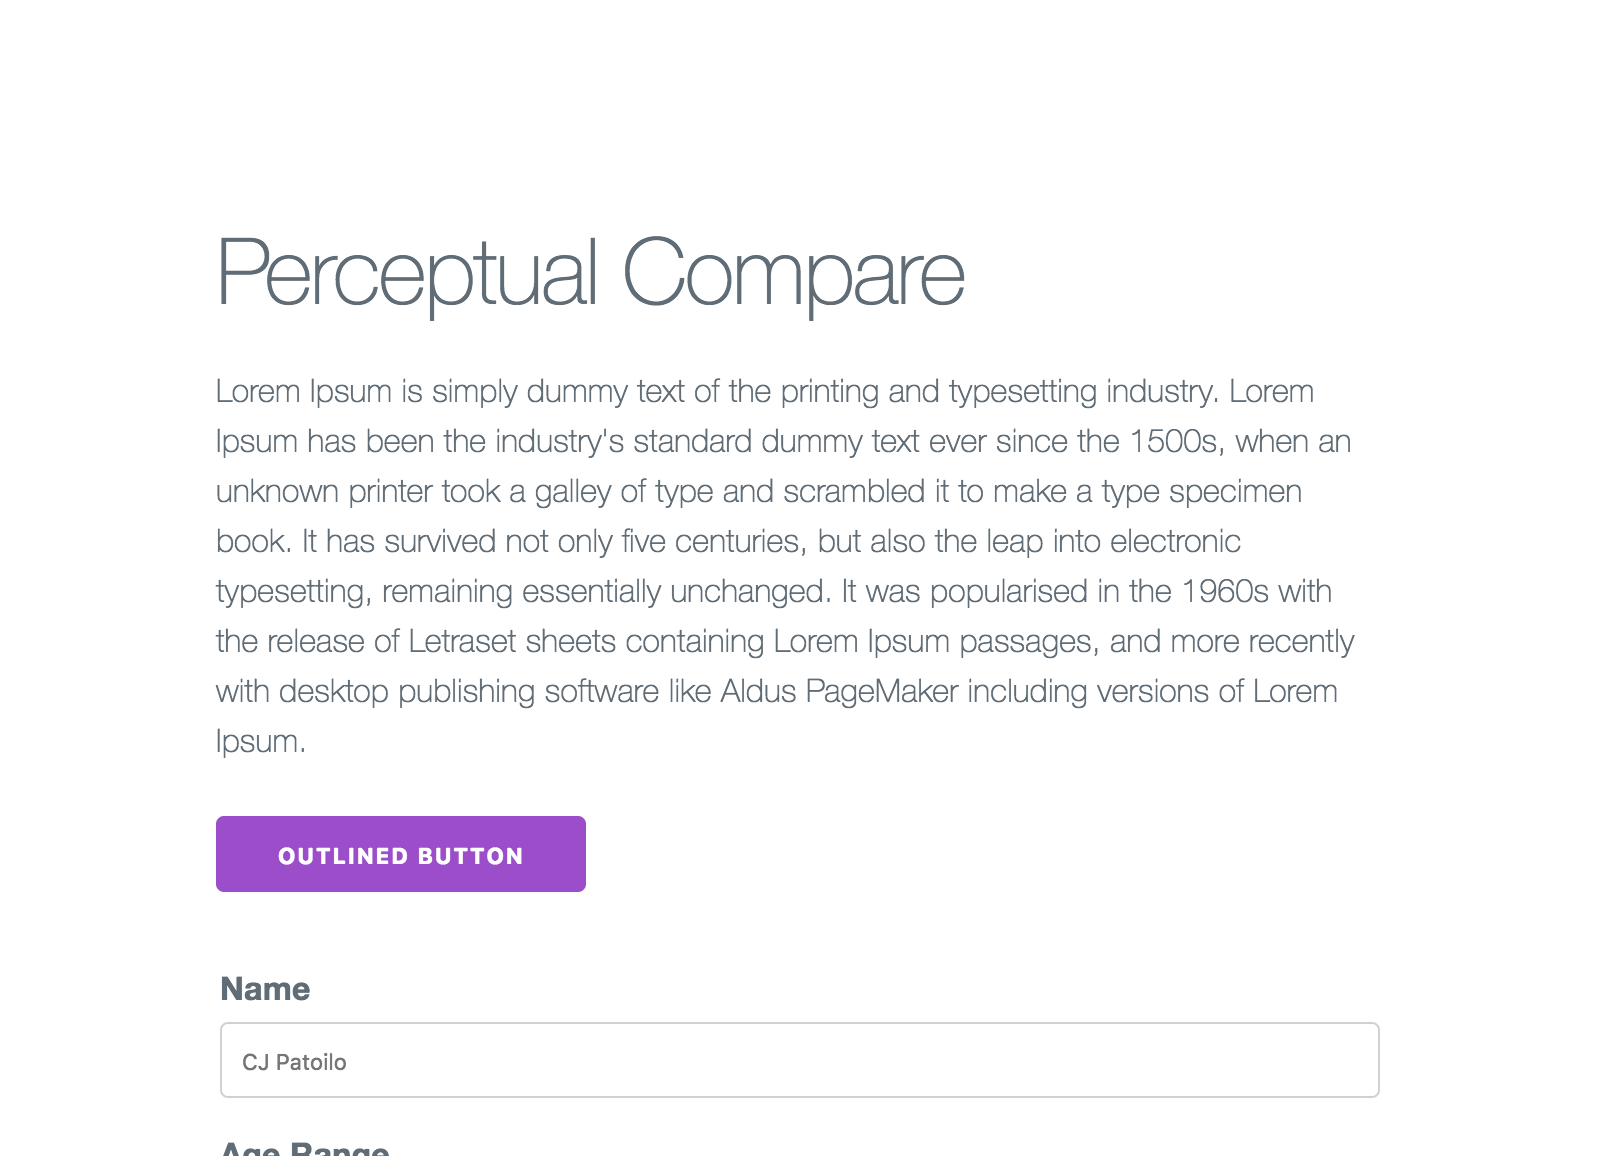 Perceptual Compare
Lorem Ipsum is simply dummy text of the printing and typesetting industry. Lorem
Ipsum has been the industry's standard dummy text ever since the 1500s, when an
unknown printer took a galley of type and scrambled it to make a type specimen
book. It has survived not only five centuries, but also the leap into electronic
typesetting, remaining essentially unchanged. It was popularised in the 1960s with
the release of Letraset sheets containing Lorem Ipsum passages, and more recently
with desktop publishing software like Aldus PageMaker including versions of Lorem
Ipsum.
OUTLINED BUTTON
Name
CJ Patoilo
Age Range